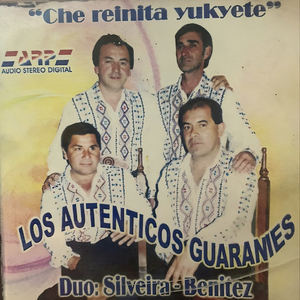 "Che reinita yukyete"
ARP
AUDIO STEREO DIGITAL
LOS AUTENTICOS GUARANIES
Duo: Silveira-Benitez